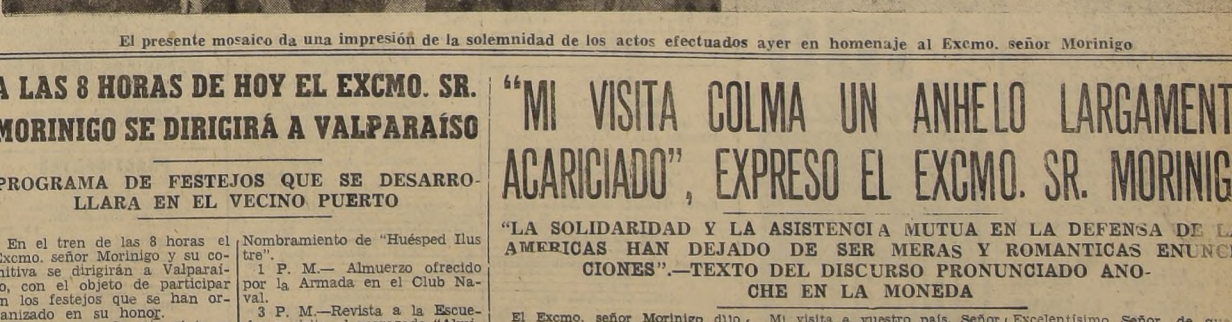 El presente mosaico da una impresión de la solemnidad de los actos efectuados ayer en homenaje al Excmo. señor Morinigo
A LAS 8 HORAS DE HOY EL EXCMO. SR.
MORINIGO SE DIRIGIRÁ A VALPARAÍSO
PROGRAMA DE FESTEJOS QUE SE DESARRO-
LLARA EN EL VECINO PUERTO
En el tren de las 8 horas el
Excmo. señor Morinigo y su co-
mitiva se dirigirán a Valparaí-
so, con el objeto de participar
en los festejos que se han or-
ganizado en su honor.
Nombramiento de "Huésped Ilus
tre".
1 P. M.— Almuerzo ofrecido
por la Armada en el Club Na-
val.
3 P. M.—Revista a la Escue-
"MI VISITA COLMA UN ANHELO LARGAMENT
ACARICIADO", EXPRESO EL EXCMO. SR. MORINIG
"LA SOLIDARIDAD Y LA ASISTENCIA MUTUA EN LA DEFENSA DE LA
AMERICAS HAN DEJADO DE SER MERAS Y ROMANTICAS ENUNCI
CIONES".—TEXTO DEL DISCURSO PRONUNCIADO ANO-
CHE EN LA MONEDA
El Excmo. señor Morinigo dijo
Mi visita a vuestro país, Señor
Excelentísimo Señor, de que